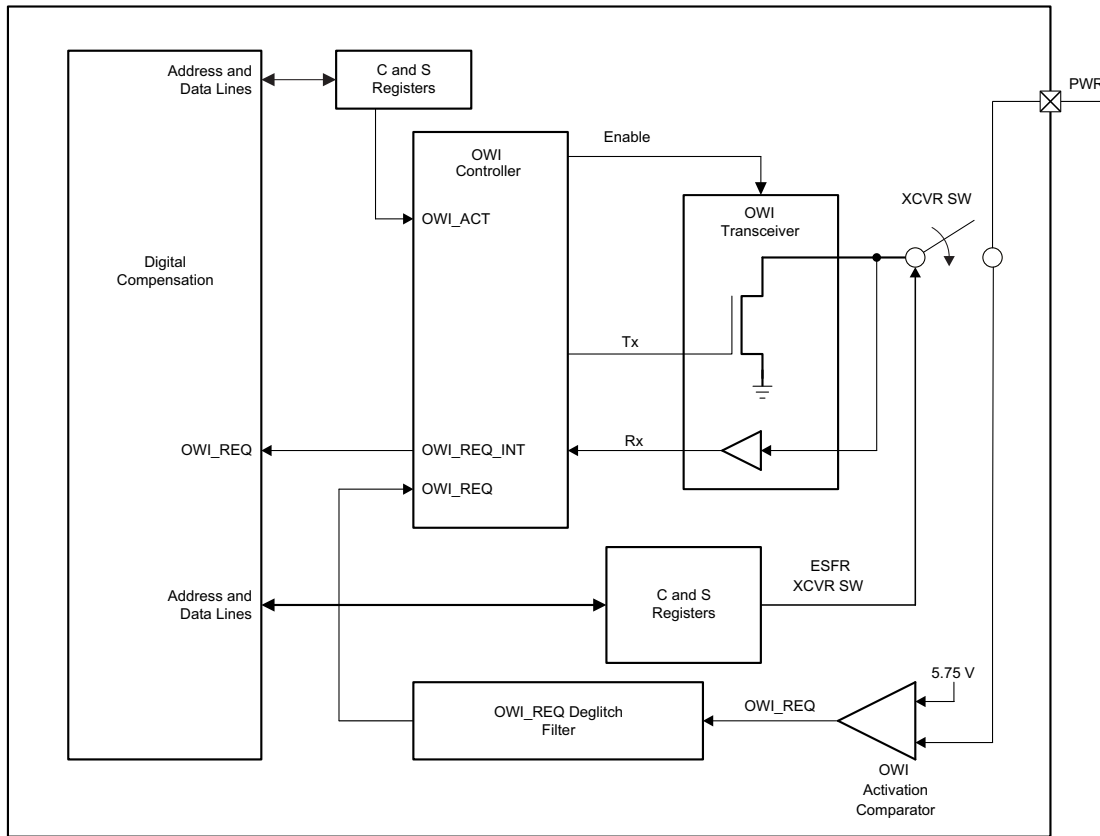 Address and
Data Lines
C and S
Registers
PWR
OWI
Controller
Enable
OWI_ACT
OWI
Transceiver
XCVR SW
Digital
Compensation
Tx
OWI_REQ
OWI_REQ_INT
Rx
OWI_REQ
Address and
Data Lines
C and S
Registers
ESFR
XCVR SW
5.75 V
OWI_REQ Deglitch
Filter
OWI_REQ
OWI
Activation
Comparator